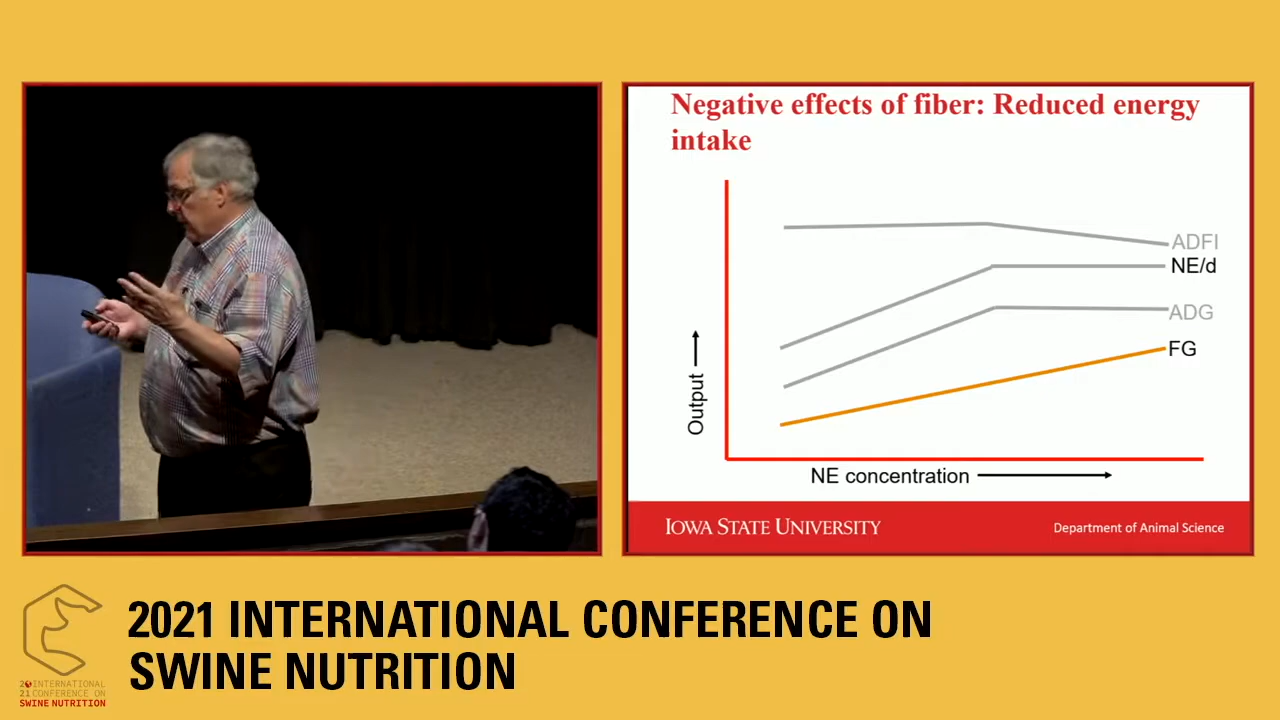 Negative effects of fiber: Reduced energy
intake
ADFI
NE/d
ADG
FG
Output
NE concentration
IOWA STATE UNIVERSITY
Department of Animal Science
2021 INTERNATIONAL CONFERENCE ON
SWINE NUTRITION
20 INTERNATIONAL
21 CONFERENCE ON
SWINE NUTRITION